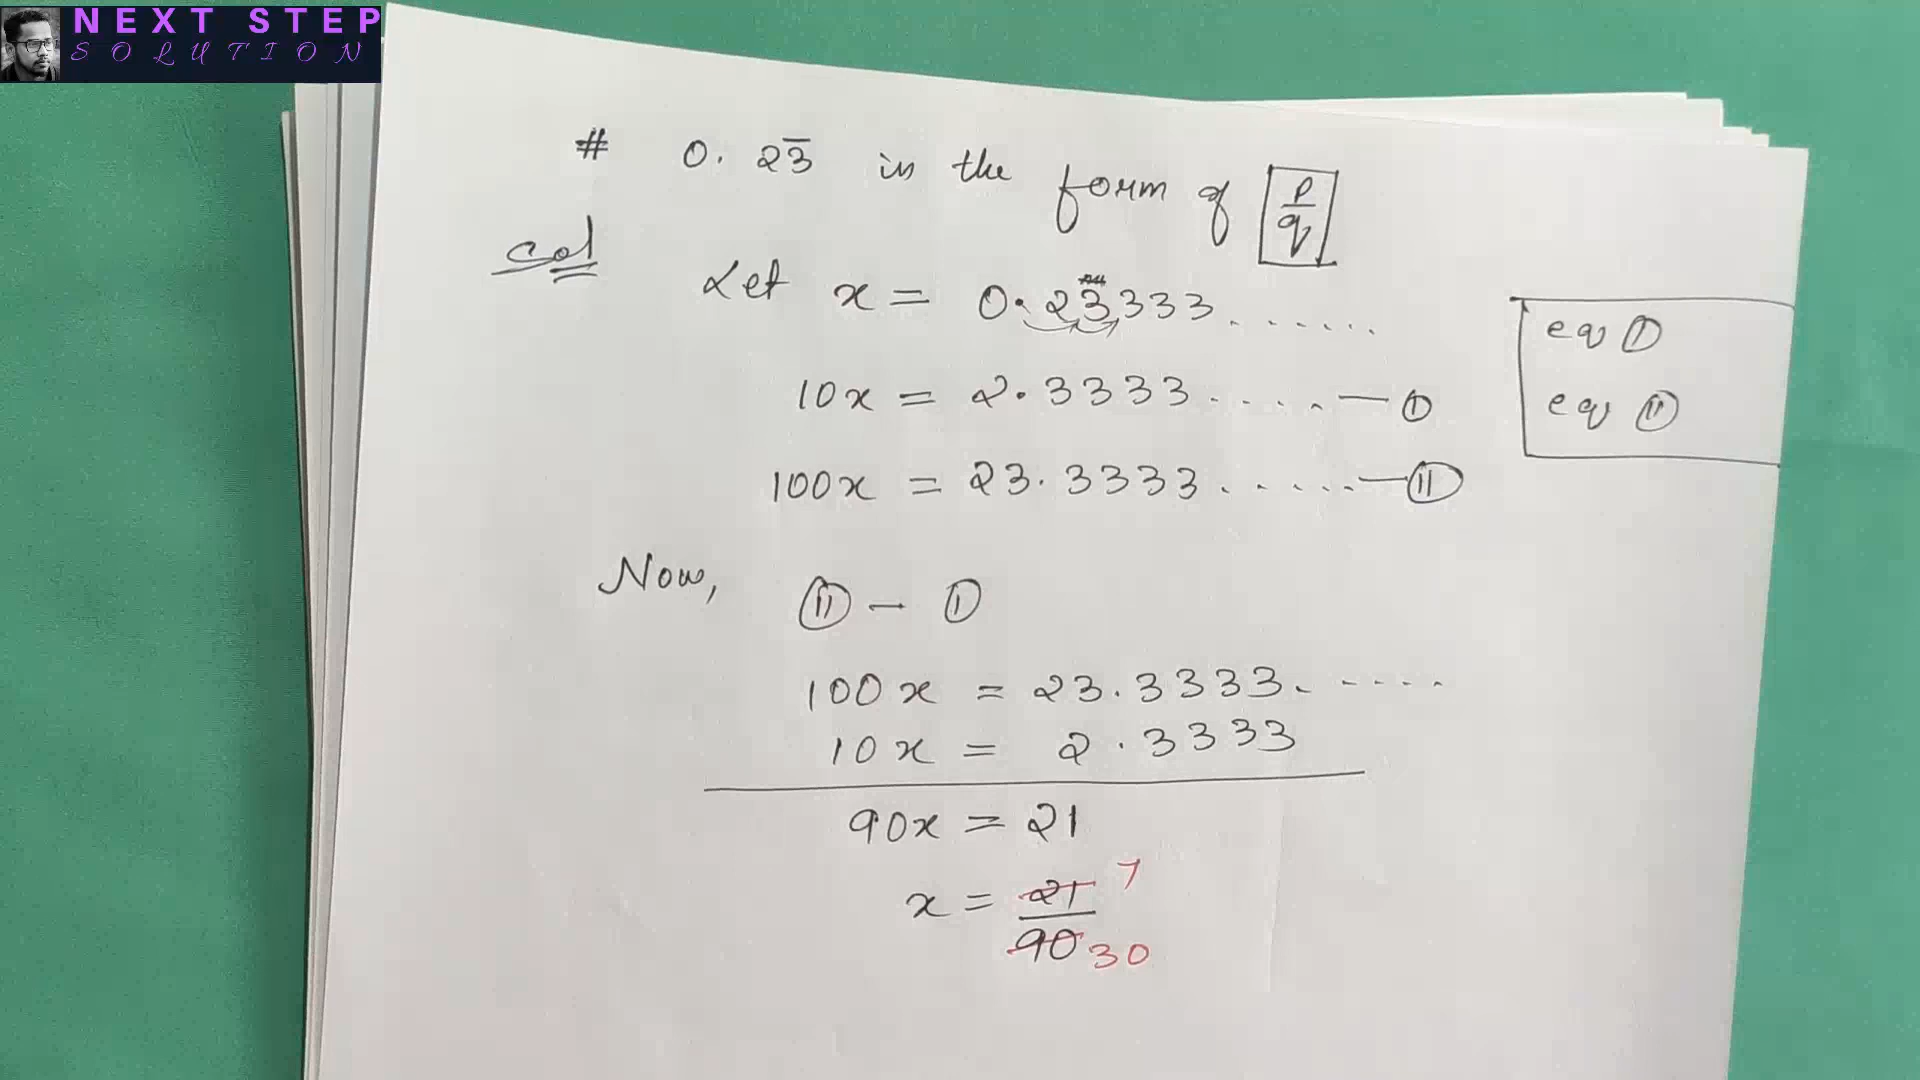 NEXT STEP
SOLUTION
# 0.23̅ in the form of p/q
Sol Let x = 0.23333.......
10x = 2.3333..... — (I)
100x = 23.3333...... — (II)
eq (I)
eq (II)
Now, (II) - (I)
100x = 23.3333......
10x = 2.3333
90x = 21
x = 21/90 7
30